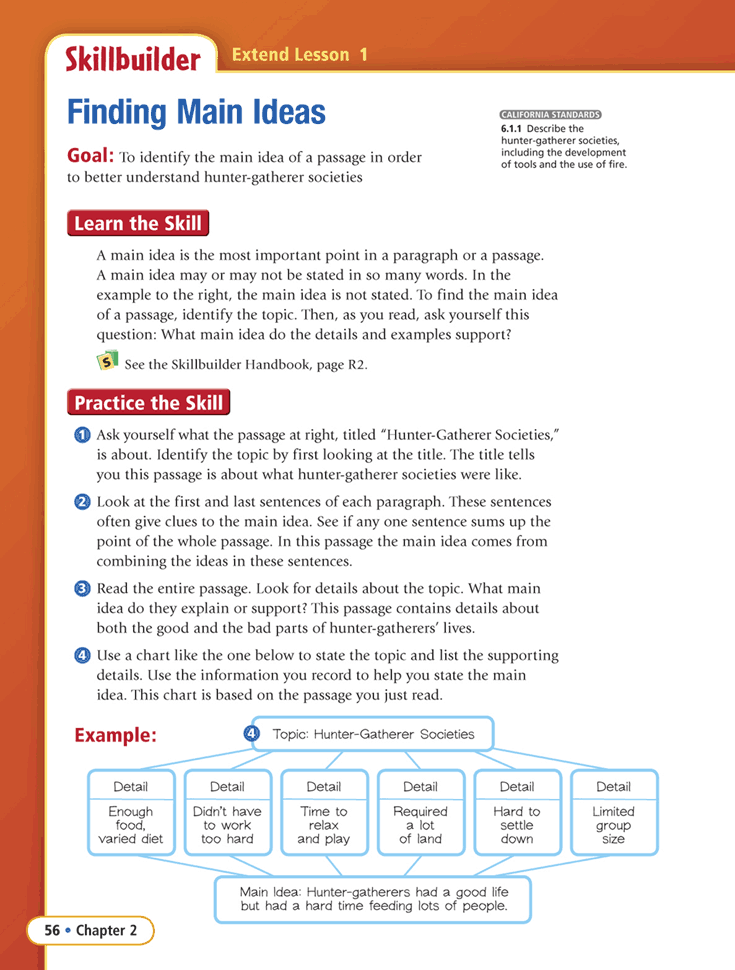 Skillbuilder
Extend Lesson 1
Finding Main Ideas
Goal: To identify the main idea of a passage in order
to better understand hunter-gatherer societies
CALIFORNIA STANDARDS
6.1.1 Describe the
hunter-gatherer societies,
including the development
of tools and the use of fire.
Learn the Skill
A main idea is the most important point in a paragraph or a passage.
A main idea may or may not be stated in so many words. In the
example to the right, the main idea is not stated. To find the main idea
of a passage, identify the topic. Then, as you read, ask yourself this
question: What main idea do the details and examples support?
S See the Skillbuilder Handbook, page R2.
Practice the Skill
1 Ask yourself what the passage at right, titled “Hunter-Gatherer Societies,”
is about. Identify the topic by first looking at the title. The title tells
you this passage is about what hunter-gatherer societies were like.
2 Look at the first and last sentences of each paragraph. These sentences
often give clues to the main idea. See if any one sentence sums up the
point of the whole passage. In this passage the main idea comes from
combining the ideas in these sentences.
3 Read the entire passage. Look for details about the topic. What main
idea do they explain or support? This passage contains details about
both the good and the bad parts of hunter-gatherers’ lives.
4 Use a chart like the one below to state the topic and list the supporting
details. Use the information you record to help you state the main
idea. This chart is based on the passage you just read.
Example:
4 Topic: Hunter-Gatherer Societies
Detail
Enough
food,
varied diet
Detail
Didn’t have
to work
too hard
Detail
Time to
relax
and play
Detail
Required
a lot
of land
Detail
Hard to
settle
down
Detail
Limited
group
size
Main Idea: Hunter-gatherers had a good life
but had a hard time feeding lots of people.
56 • Chapter 2